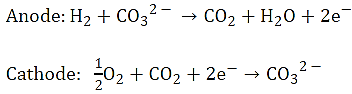 Anode: H₂ + CO₃²⁻ → CO₂ + H₂O + 2e⁻
Cathode: ½O₂ + CO₂ + 2e⁻ → CO₃²⁻